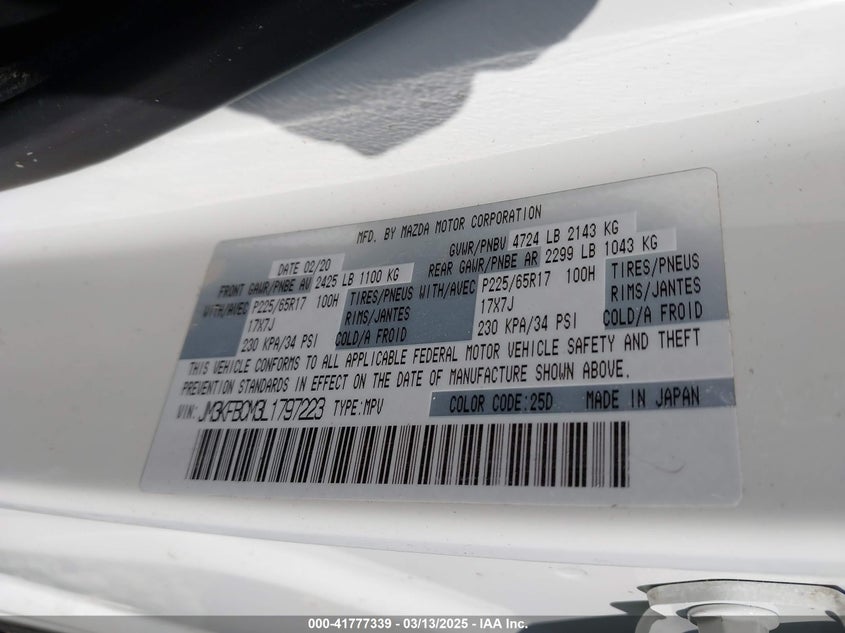 MFD. BY MAZDA MOTOR CORPORATION
DATE 02/20 GVWR/PNBV 4724 LB 2143 KG
FRONT GAWR/PNBE AV 2425 LB 1100 KG REAR GAWR/PNBE AR 2299 LB 1043 KG
WITH/AVEC P225/65R17 100H TIRES/PNEUS WITH/AVEC P225/65R17 100H TIRES/PNEUS
17X7J RIMS/JANTES 17X7J RIMS/JANTES
230 KPA/34 PSI COLD/A FROID 230 KPA/34 PSI COLD/A FROID
THIS VEHICLE CONFORMS TO ALL APPLICABLE FEDERAL MOTOR VEHICLE SAFETY AND THEFT
PREVENTION STANDARDS IN EFFECT ON THE DATE OF MANUFACTURE SHOWN ABOVE.
VIN: JM3KFBCM3L1797223 TYPE:MPV COLOR CODE:25D MADE IN JAPAN
000-41777339 — 03/13/2025 — IAA Inc.